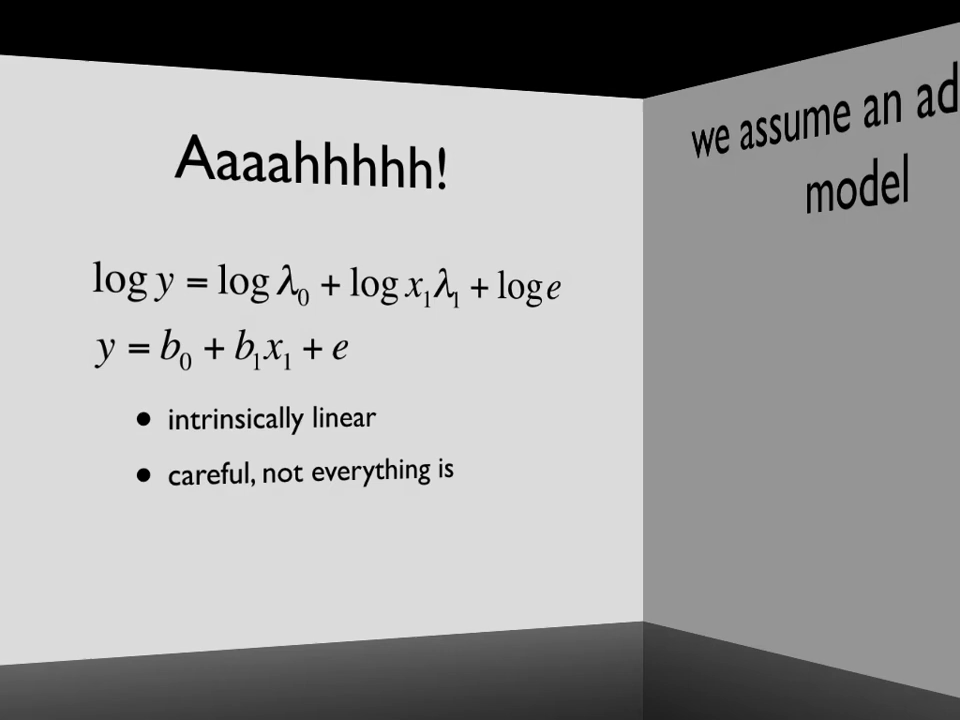 Aaaahhhhh!
log y = log λ₀ + log x₁λ₁ + log e
y = b₀ + b₁x₁ + e
• intrinsically linear
• careful, not everything is
we assume an ad
model